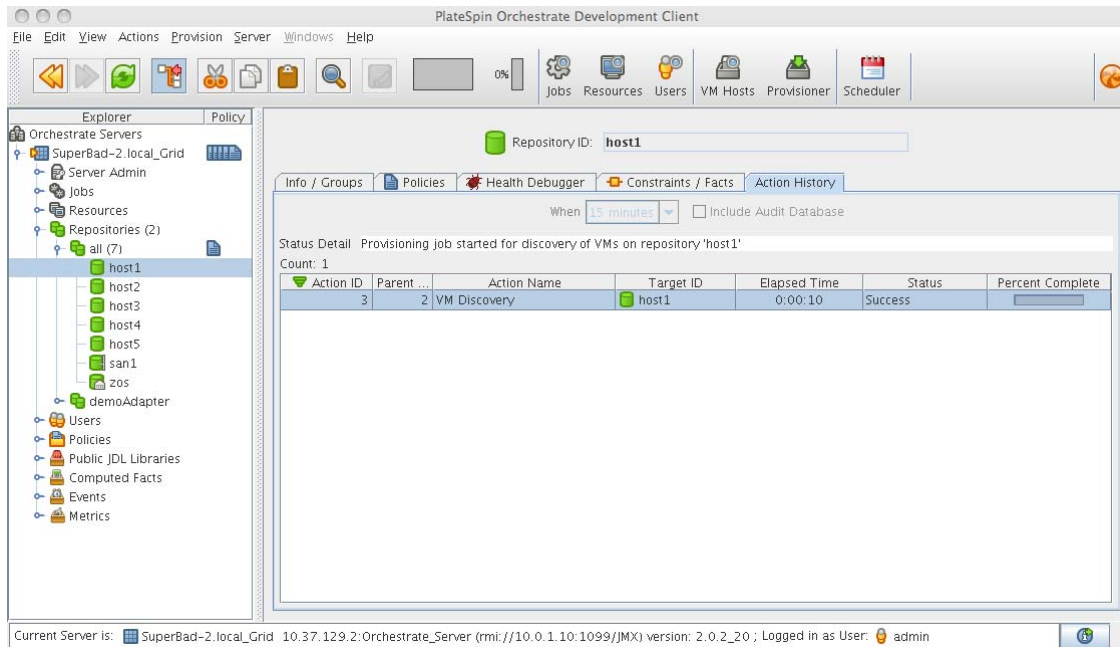 PlateSpin Orchestrate Development Client
File Edit View Actions Provision Server Windows Help
0%
Jobs Resources Users VM Hosts Provisioner Scheduler
Explorer Policy
Orchestrate Servers
SuperBad-2.local_Grid
Server Admin
Jobs
Resources
Repositories (2)
all (7)
host1
host2
host3
host4
host5
san1
zos
demoAdapter
Users
Policies
Public JDL Libraries
Computed Facts
Events
Metrics
Repository ID: host1
Info / Groups Policies Health Debugger Constraints / Facts Action History
When 15 minutes Include Audit Database
Status Detail Provisioning job started for discovery of VMs on repository 'host1'
Count: 1
Action ID Parent ... Action Name Target ID Elapsed Time Status Percent Complete
3 2 VM Discovery host1 0:00:10 Success
Current Server is: SuperBad-2.local_Grid 10.37.129.2:Orchestrate_Server (rmi://10.0.1.10:1099/JMX) version: 2.0.2_20 ; Logged in as User: admin